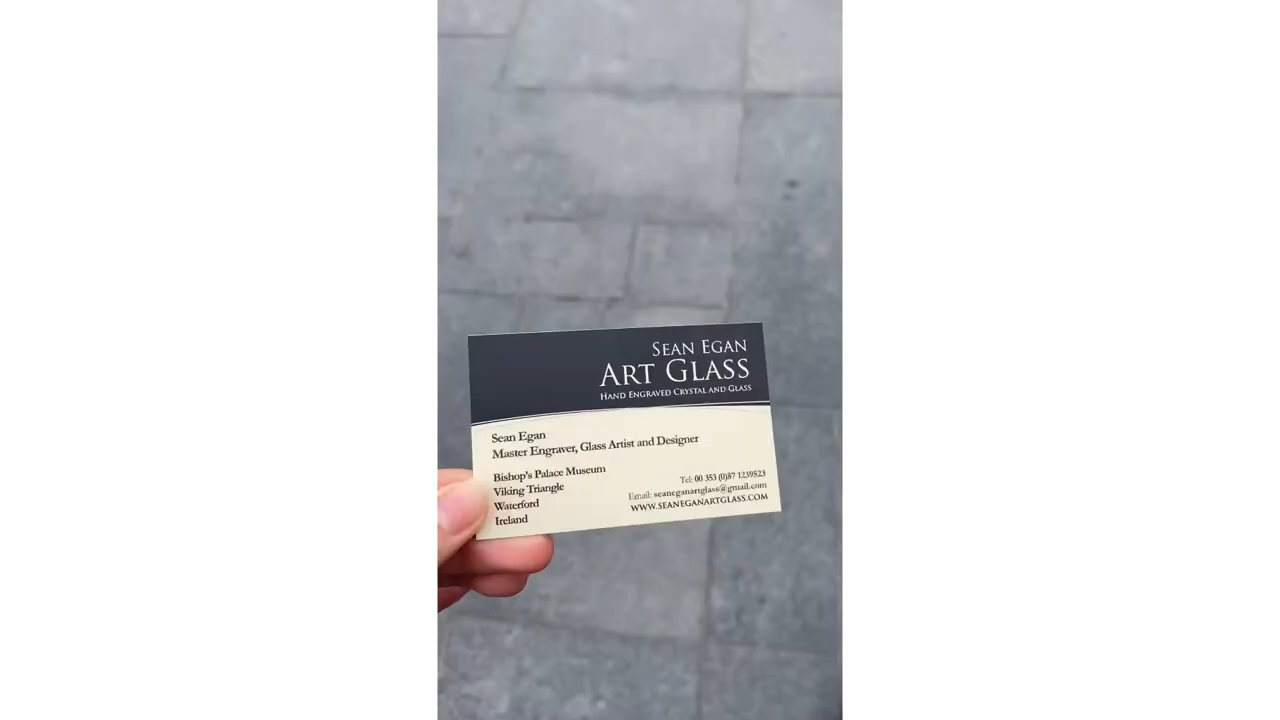 SEAN EGAN
ART GLASS
HAND ENGRAVED CRYSTAL AND GLASS
Sean Egan
Master Engraver, Glass Artist and Designer
Bishop's Palace Museum
Viking Triangle
Waterford
Ireland
Tel: 00 353 (0)87 1239523
Email: seaneganartglass@gmail.com
WWW.SEANEGANARTGLASS.COM